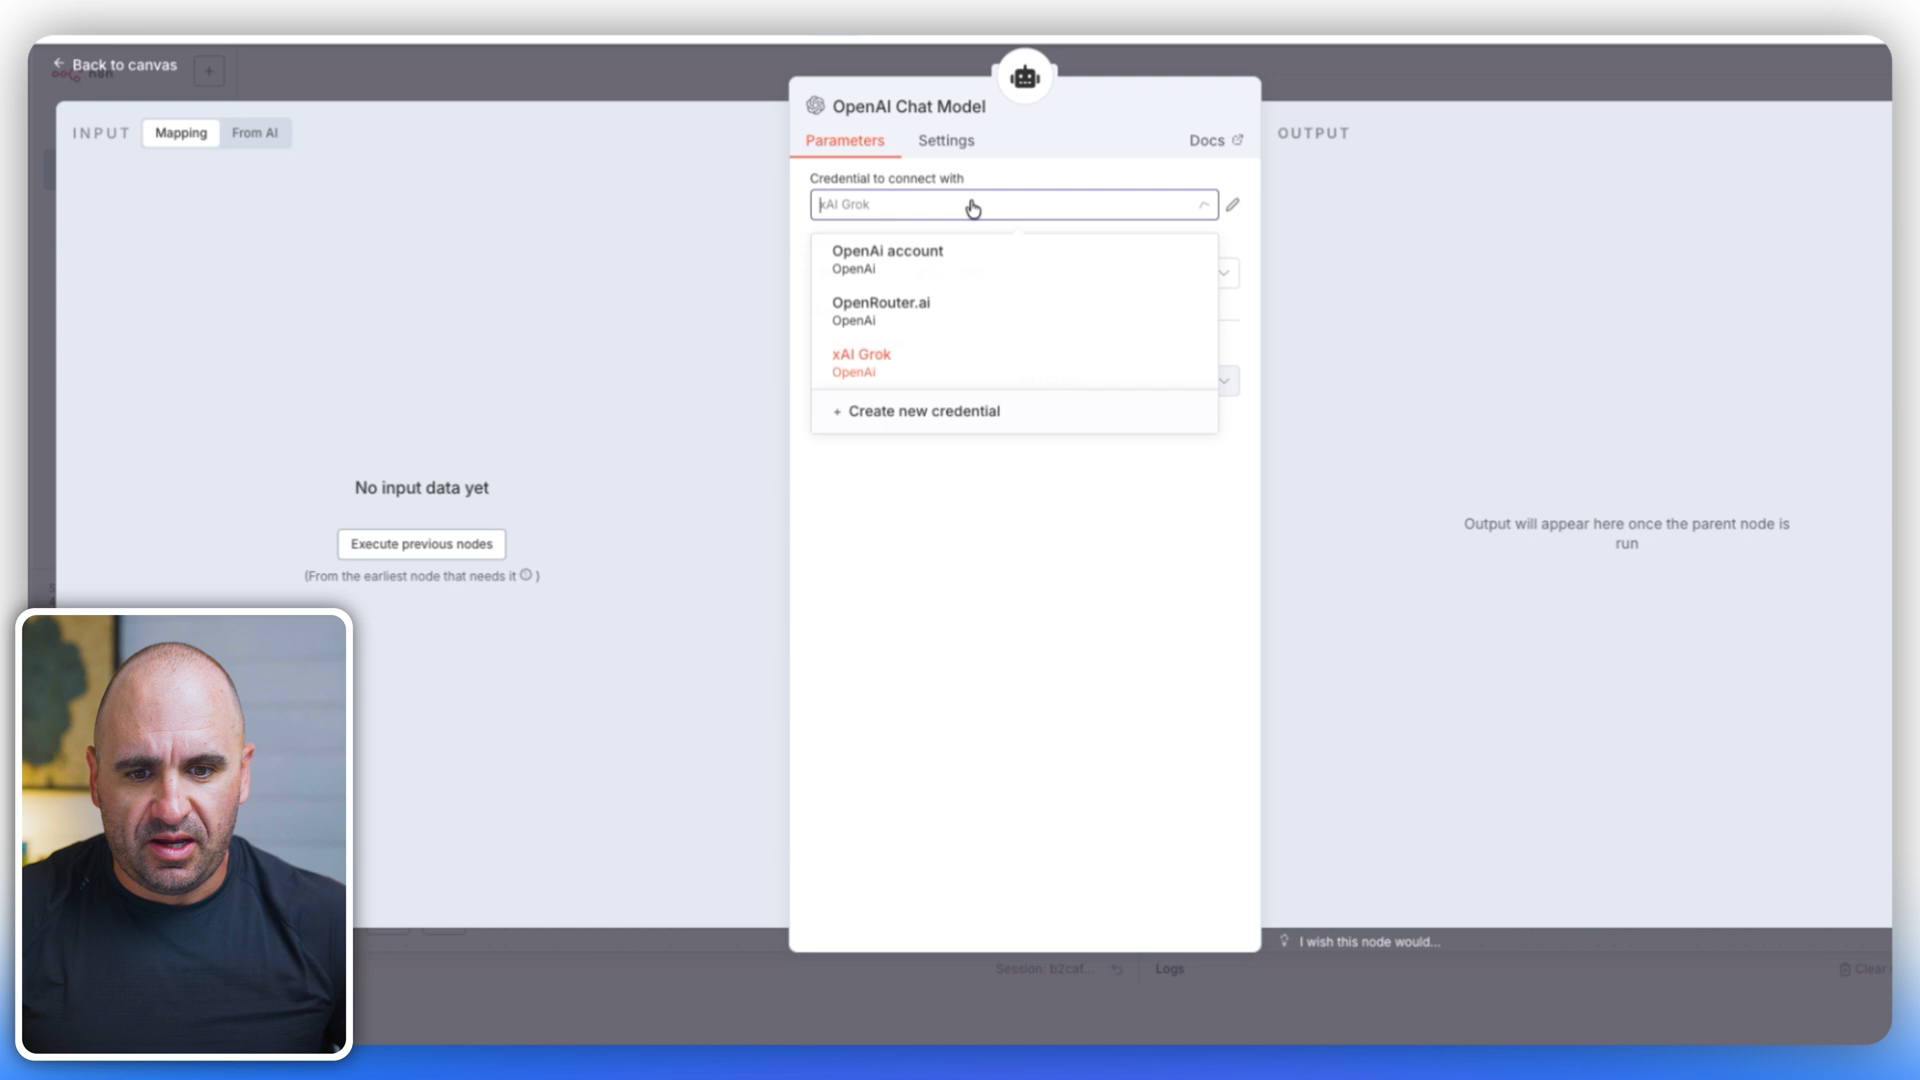 Back to canvas
n8n
+
INPUT
Mapping
From AI
OpenAI Chat Model
Parameters
Settings
Docs
Credential to connect with
xAI Grok
OpenAi account
OpenAi
OpenRouter.ai
OpenAi
xAI Grok
OpenAi
+ Create new credential
No input data yet
Execute previous nodes
(From the earliest node that needs it )
OUTPUT
Output will appear here once the parent node is
run
I wish this node would...
Session: b2caf...
Logs
Clear